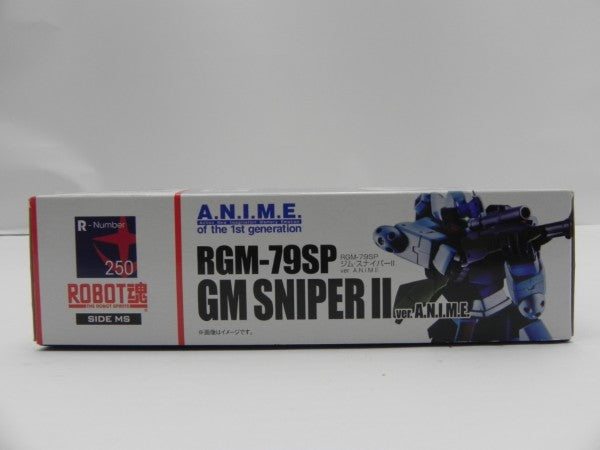 R - Number
250
ROBOT魂
THE ROBOT SPIRITS
SIDE MS
A.N.I.M.E.
of the 1st generation
RGM-79SP
RGM-79SP
ジム・スナイパーII
ver. A.N.I.M.E.
GM SNIPER II ver. A.N.I.M.E.
※画像はイメージです。